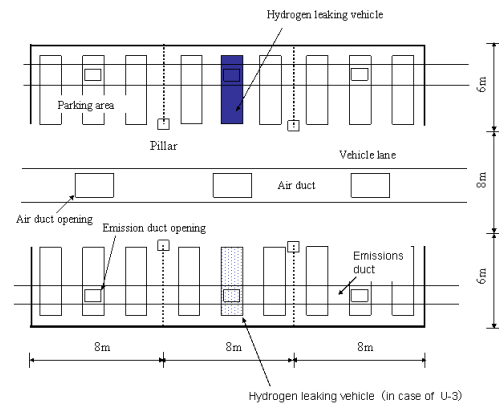 Hydrogen leaking vehicle
Parking area
6m
Pillar
Vehicle lane
8m
Air duct
Air duct opening
Emission duct opening
Emissions
duct
6m
8m
8m
8m
Hydrogen leaking vehicle (in case of U-3)